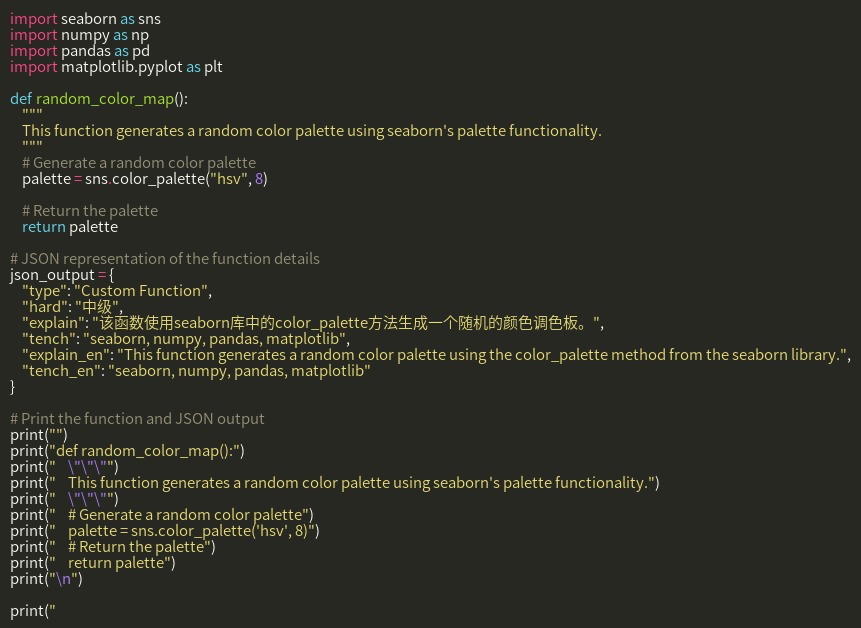 import seaborn as sns
import numpy as np
import pandas as pd
import matplotlib.pyplot as plt

def random_color_map():
    """
    This function generates a random color palette using seaborn's palette functionality.
    """
    # Generate a random color palette
    palette = sns.color_palette("hsv", 8)

    # Return the palette
    return palette

# JSON representation of the function details
json_output = {
    "type": "Custom Function",
    "hard": "中级",
    "explain": "该函数使用seaborn库中的color_palette方法生成一个随机的颜色调色板。",
    "tench": "seaborn, numpy, pandas, matplotlib",
    "explain_en": "This function generates a random color palette using the color_palette method from the seaborn library.",
    "tench_en": "seaborn, numpy, pandas, matplotlib"
}

# Print the function and JSON output
print("")
print("def random_color_map():")
print("    \"\"\"")
print("    This function generates a random color palette using seaborn's palette functionality.")
print("    \"\"\"")
print("    # Generate a random color palette")
print("    palette = sns.color_palette('hsv', 8)")
print("    # Return the palette")
print("    return palette")
print("\n")

print("